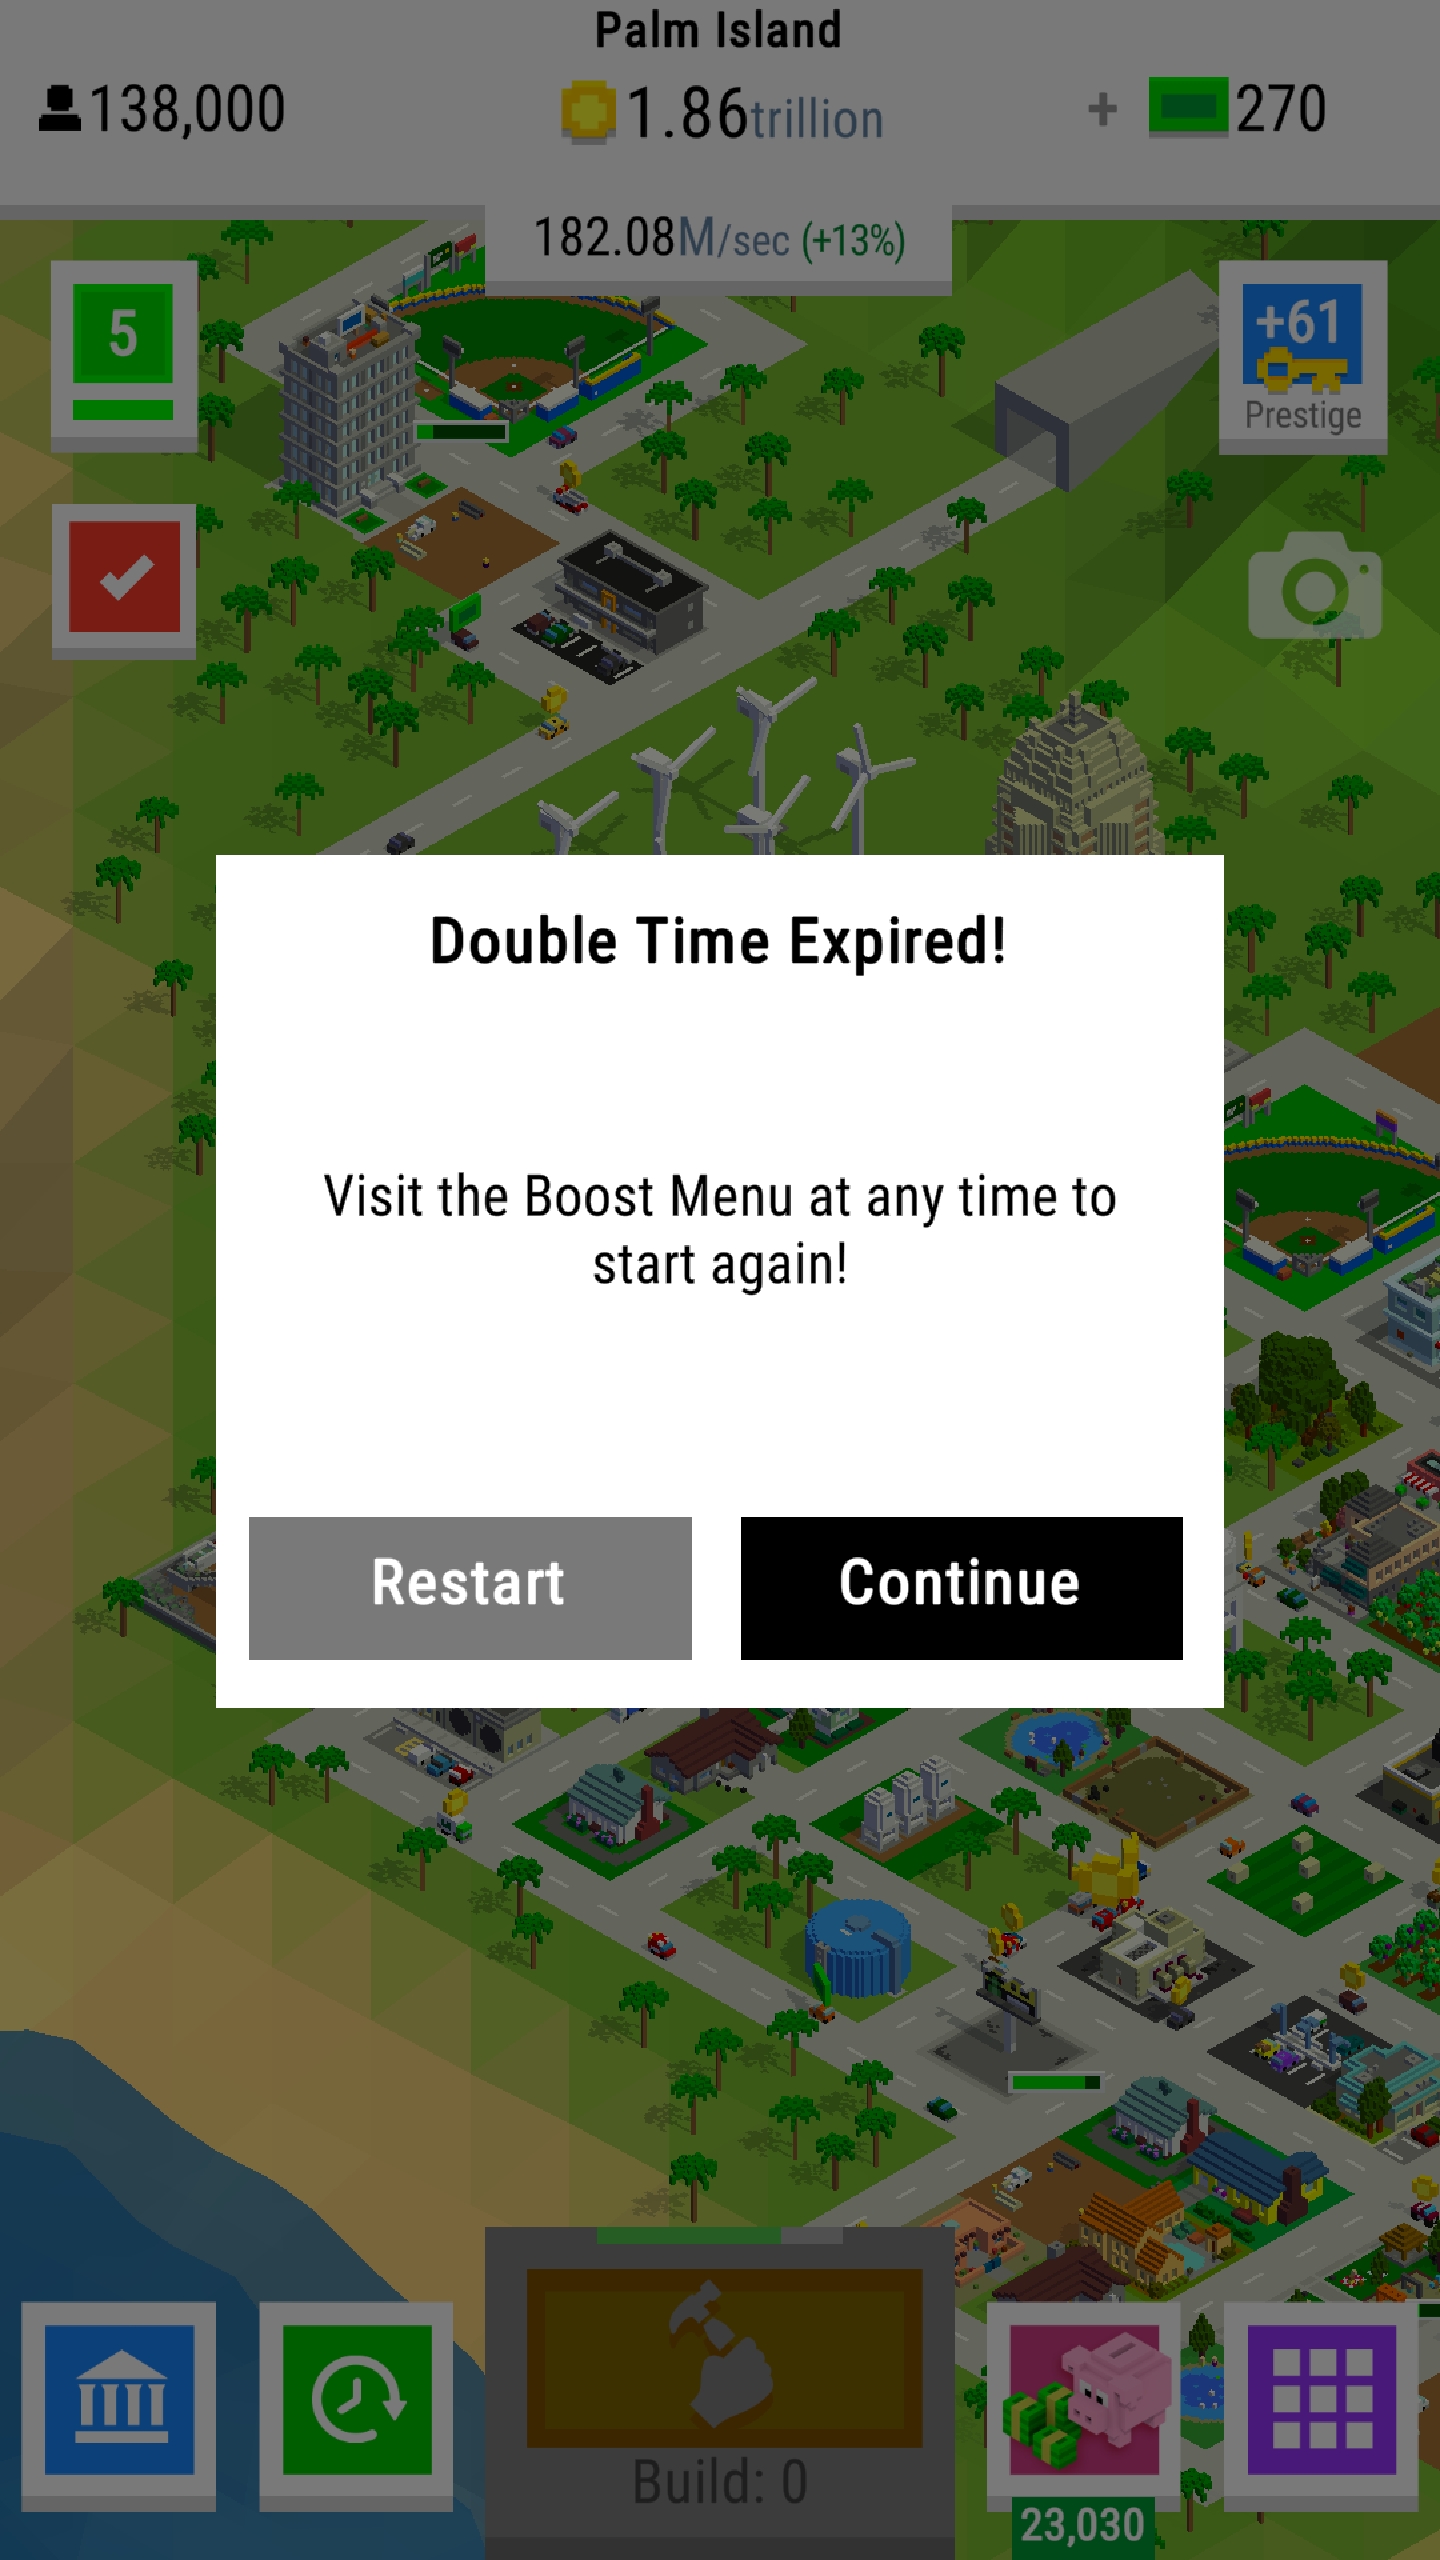 Palm Island
138,000
1.86trillion
+ 270
182.08M/sec (+13%)
5
+61
Prestige
Double Time Expired!
Visit the Boost Menu at any time to
start again!
Restart
Continue
Build: 0
23,030